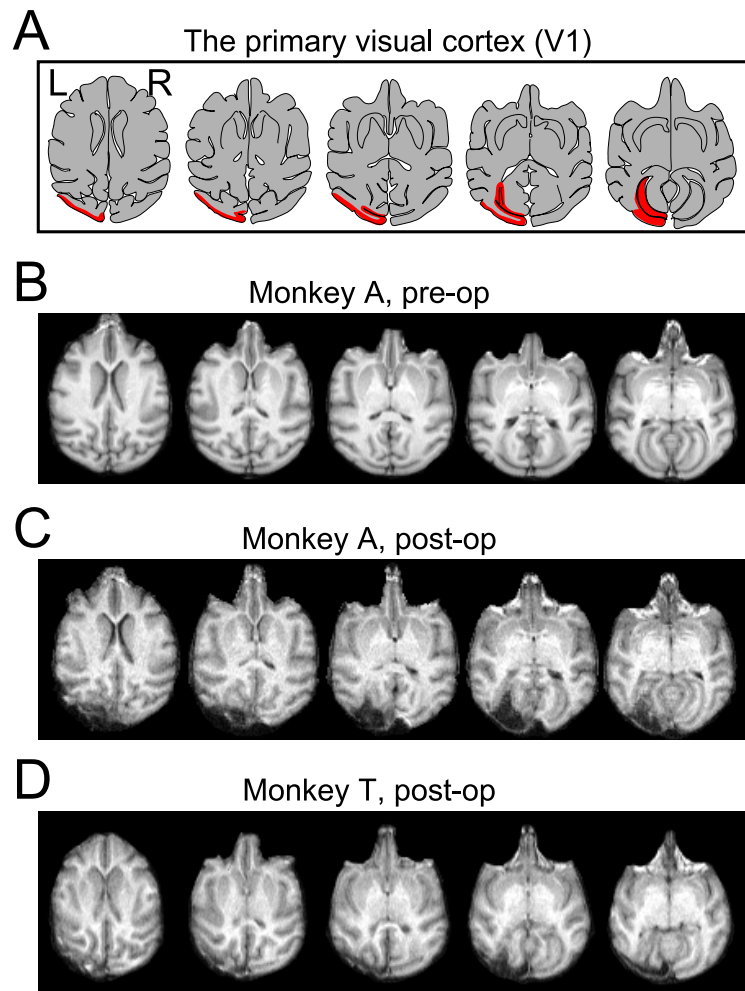 A
The primary visual cortex (V1)
L R
B
Monkey A, pre-op
C
Monkey A, post-op
D
Monkey T, post-op